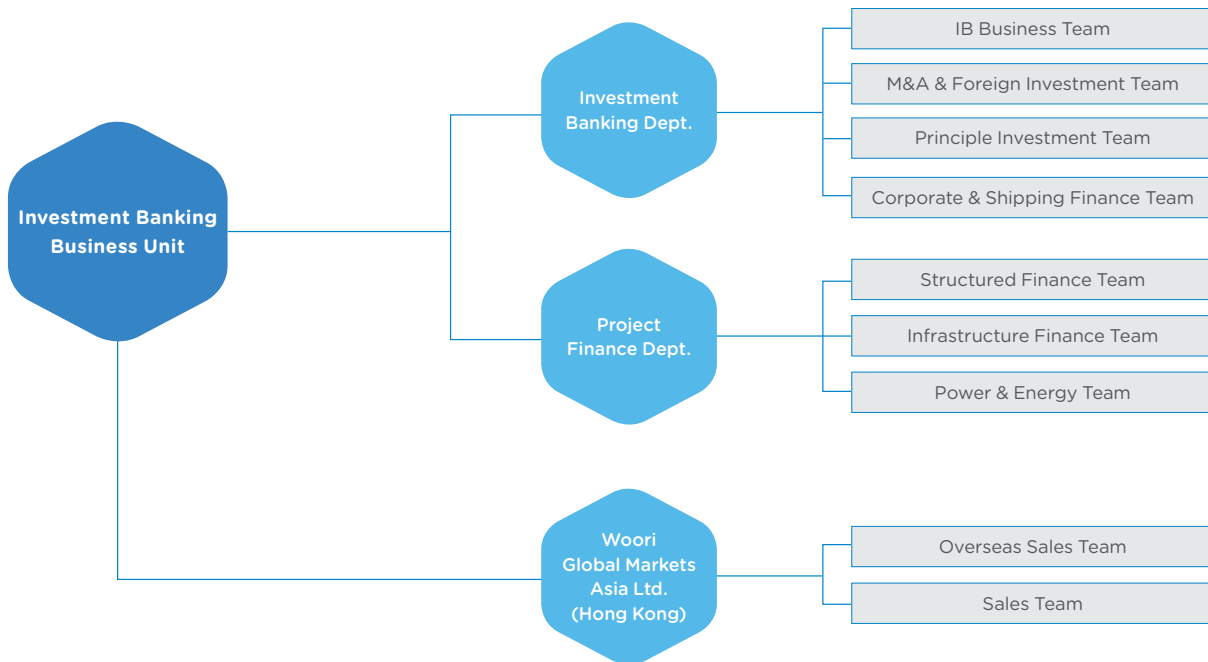 Investment Banking
Business Unit
Investment
Banking Dept.
IB Business Team
M&A & Foreign Investment Team
Principle Investment Team
Corporate & Shipping Finance Team
Project
Finance Dept.
Structured Finance Team
Infrastructure Finance Team
Power & Energy Team
Woori
Global Markets
Asia Ltd.
(Hong Kong)
Overseas Sales Team
Sales Team